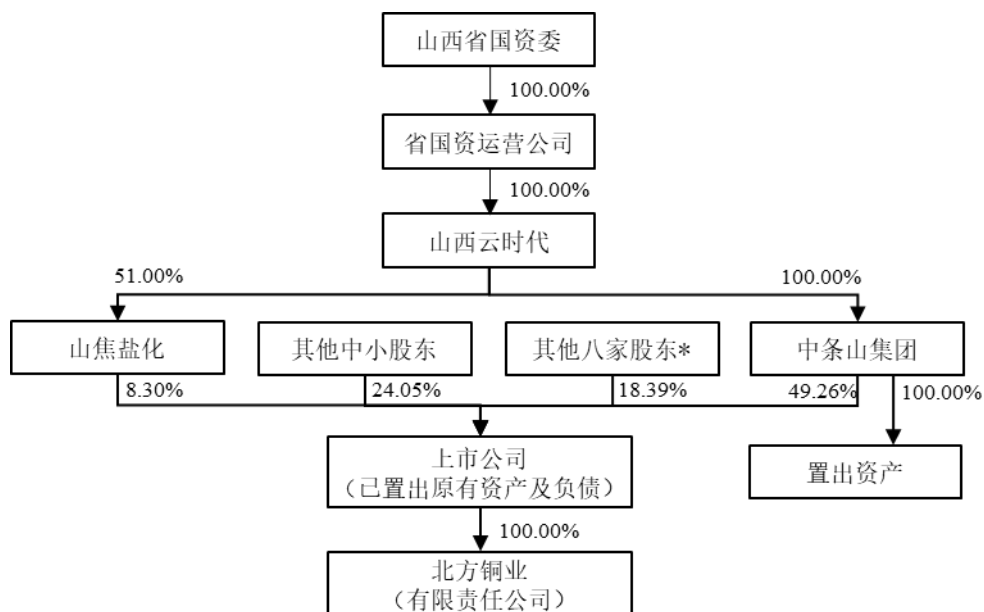 山西省国资委
100.00%
省国资运营公司
100.00%
山西云时代
51.00%
100.00%
山焦盐化
其他中小股东
其他八家股东*
中条山集团
8.30%
24.05%
18.39%
49.26%
100.00%
上市公司
（已置出原有资产及负债）
置出资产
100.00%
北方铜业
（有限责任公司）